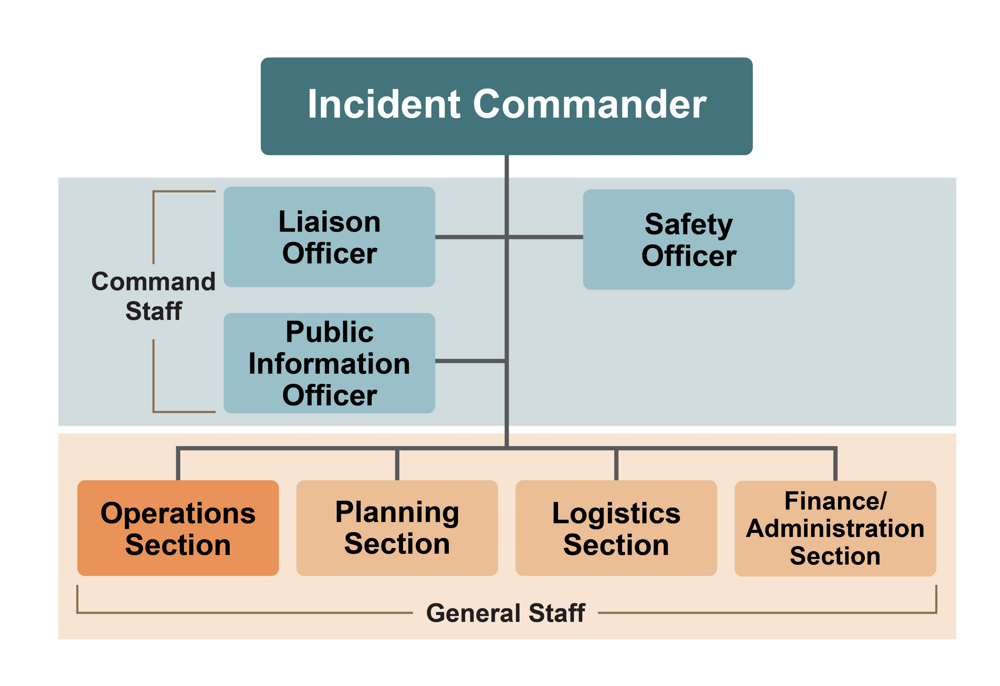 Incident Commander
Liaison
Officer
Safety
Officer
Command
Staff
Public
Information
Officer
Operations
Section
Planning
Section
Logistics
Section
Finance/
Administration
Section
General Staff